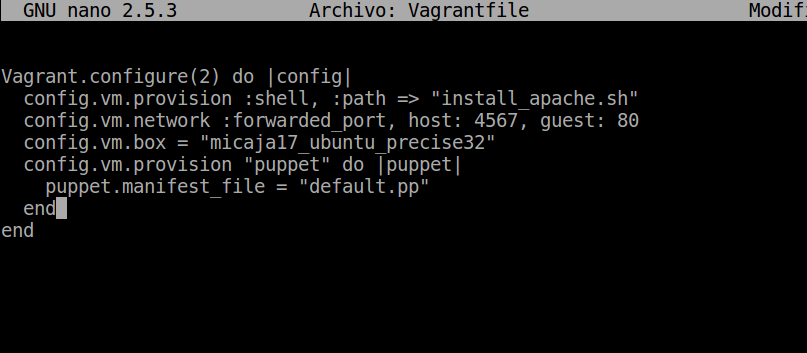 GNU nano 2.5.3 Archivo: Vagrantfile Modif
Vagrant.configure(2) do |config|
  config.vm.provision :shell, :path => "install_apache.sh"
  config.vm.network :forwarded_port, host: 4567, guest: 80
  config.vm.box = "micaja17_ubuntu_precise32"
  config.vm.provision "puppet" do |puppet|
    puppet.manifest_file = "default.pp"
  end
end